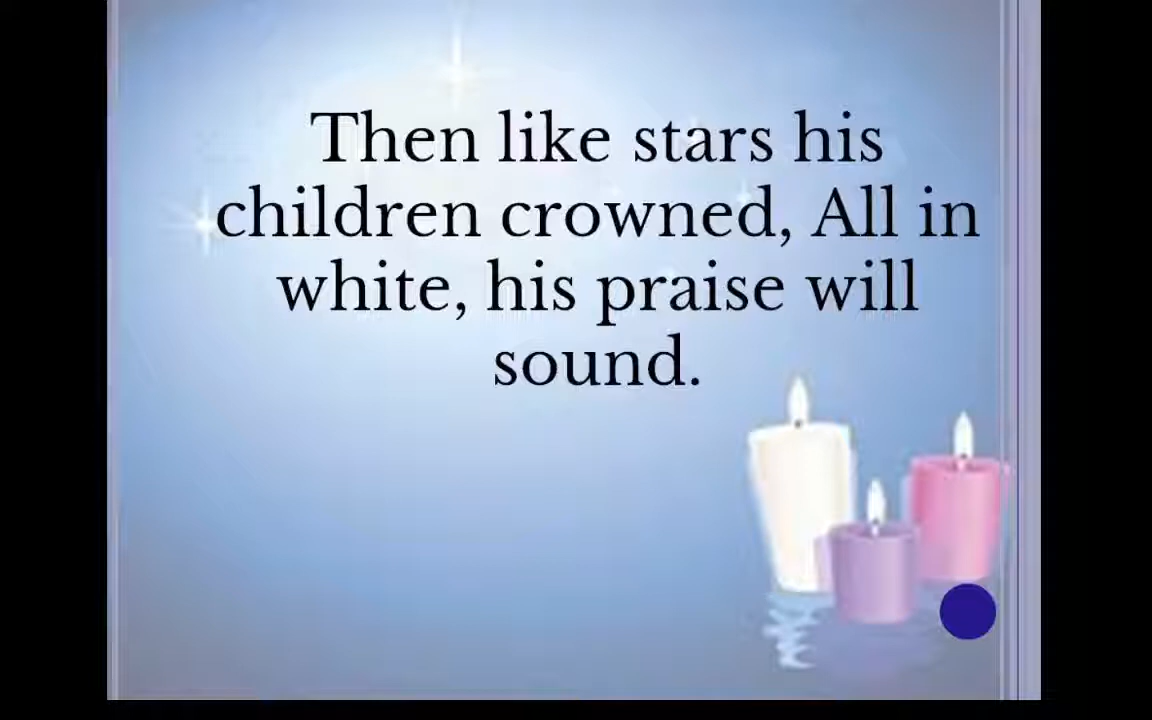 Then like stars his
children crowned, All in
white, his praise will
sound.